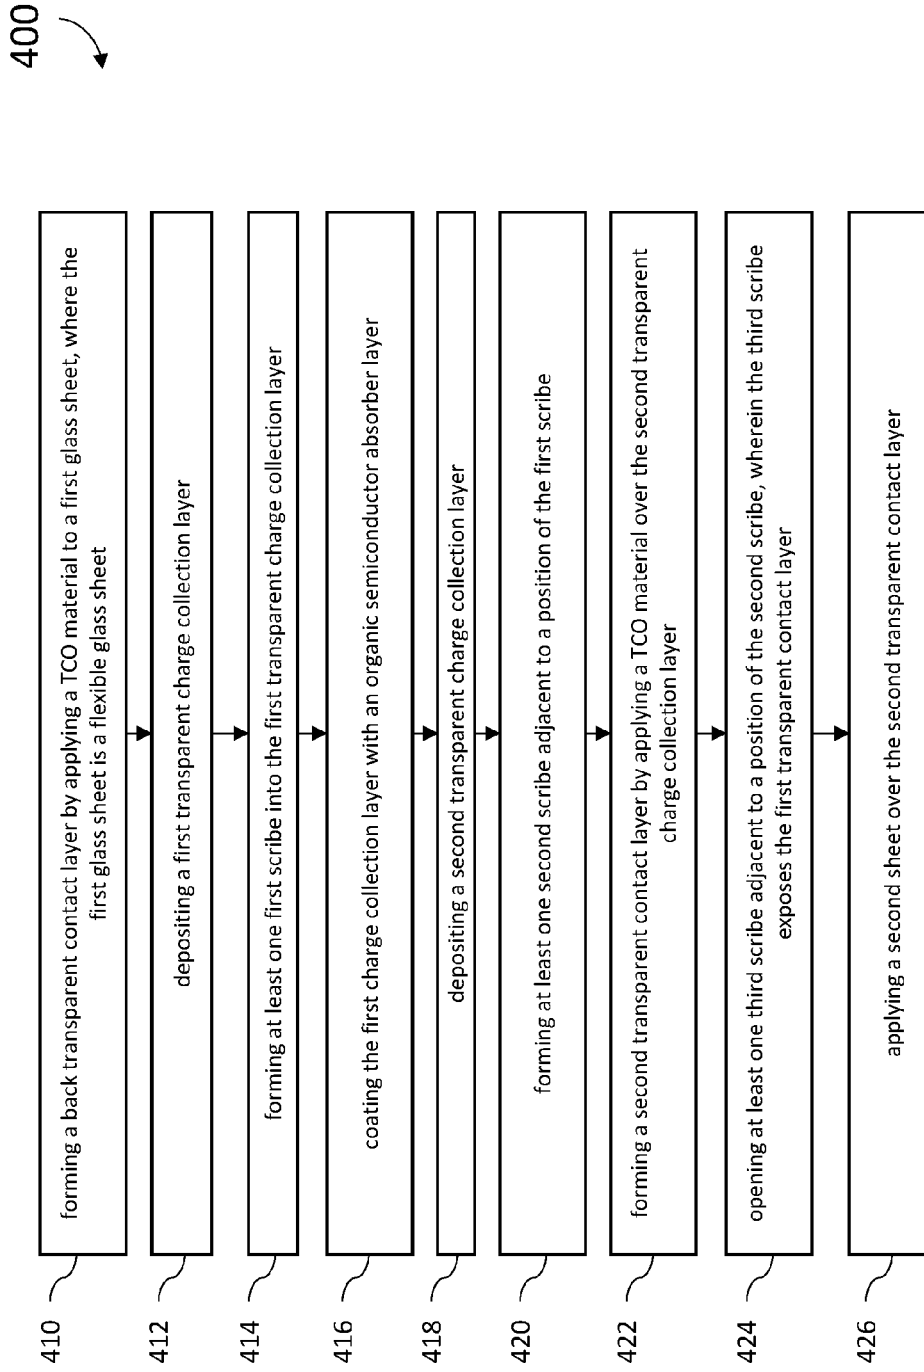 400
410
forming a back transparent contact layer by applying a TCO material to a first glass sheet, where the
first glass sheet is a flexible glass sheet
412
depositing a first transparent charge collection layer
414
forming at least one first scribe into the first transparent charge collection layer
416
coating the first charge collection layer with an organic semiconductor absorber layer
418
depositing a second transparent charge collection layer
420
forming at least one second scribe adjacent to a position of the first scribe
422
forming a second transparent contact layer by applying a TCO material over the second transparent
charge collection layer
424
opening at least one third scribe adjacent to a position of the second scribe, wherein the third scribe
exposes the first transparent contact layer
426
applying a second sheet over the second transparent contact layer